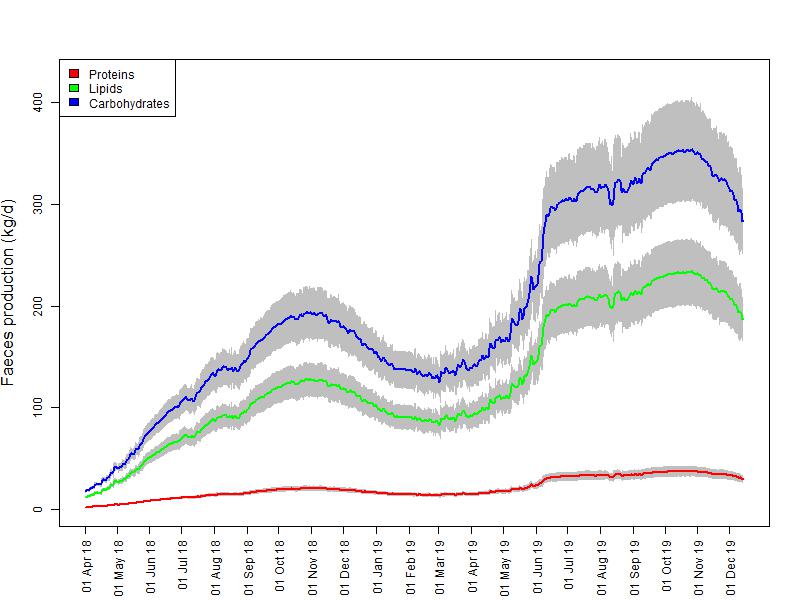 Proteins
Lipids
Carbohydrates
Faeces production (kg/d)
400
300
200
100
0
01 Apr 18
01 May 18
01 Jun 18
01 Jul 18
01 Aug 18
01 Sep 18
01 Oct 18
01 Nov 18
01 Dec 18
01 Jan 19
01 Feb 19
01 Mar 19
01 Apr 19
01 May 19
01 Jun 19
01 Jul 19
01 Aug 19
01 Sep 19
01 Oct 19
01 Nov 19
01 Dec 19